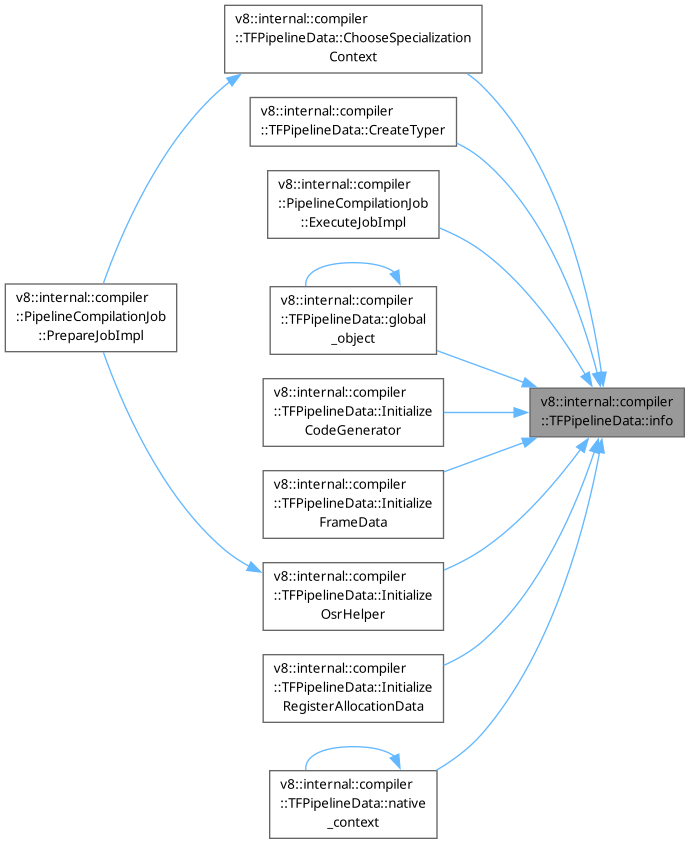 v8::internal::compiler
::TFPipelineData::ChooseSpecialization
Context
v8::internal::compiler
::TFPipelineData::CreateTyper
v8::internal::compiler
::PipelineCompilationJob
::ExecuteJobImpl
v8::internal::compiler
::PipelineCompilationJob
::PrepareJobImpl
v8::internal::compiler
::TFPipelineData::global
_object
v8::internal::compiler
::TFPipelineData::Initialize
CodeGenerator
v8::internal::compiler
::TFPipelineData::info
v8::internal::compiler
::TFPipelineData::Initialize
FrameData
v8::internal::compiler
::TFPipelineData::Initialize
OsrHelper
v8::internal::compiler
::TFPipelineData::Initialize
RegisterAllocationData
v8::internal::compiler
::TFPipelineData::native
_context